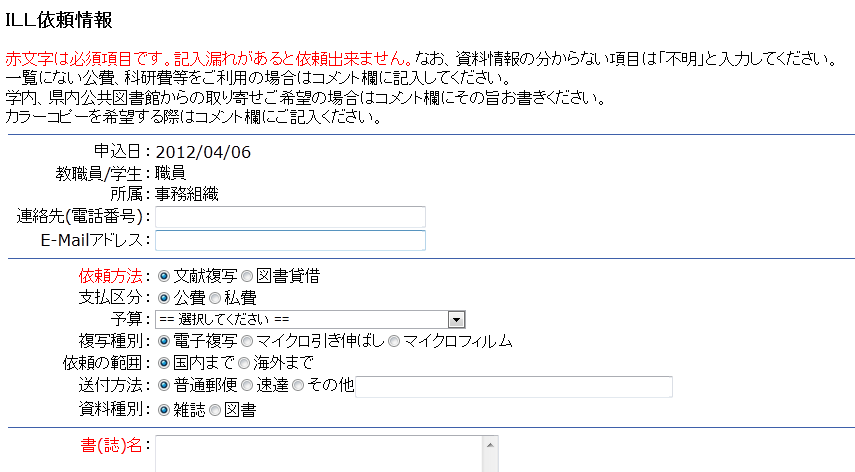 ILL依頼情報
赤文字は必須項目です。記入漏れがあると依頼出来ません。なお、資料情報の分からない項目は「不明」と入力してください。
一覧にない公費、科研費等をご利用の場合はコメント欄に記入してください。
学内、県内公共図書館からの取り寄せご希望の場合はコメント欄にその旨お書きください。
カラーコピーを希望する際はコメント欄にご記入ください。
申込日：2012/04/06
教職員/学生：職員
所属：事務組織
連絡先(電話番号)：
E-Mailアドレス：
依頼方法：文献複写 図書貸借
支払区分：公費 私費
予算：== 選択してください ==
複写種別：電子複写 マイクロ引き伸ばし マイクロフィルム
依頼の範囲：国内まで 海外まで
送付方法：普通郵便 速達 その他
資料種別：雑誌 図書
書(誌)名：